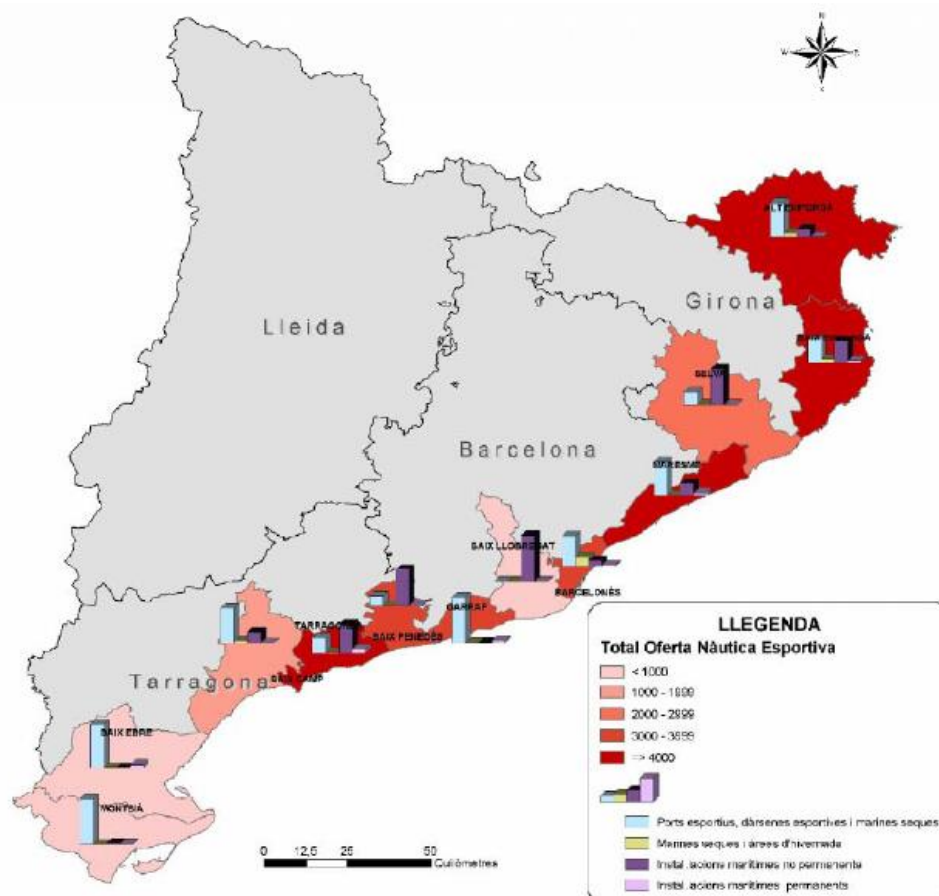 N
W
ALT EMPORDÀ
Girona
Lleida
SELVA
Barcelona
MARESME
BAIX LLOBREGAT
BARCELONÈS
GARRAF
TARRAGONÈS
BAIX PENEDÈS
BAIX CAMP
Tarragona
BAIX EBRE
MONTSIÀ
0 12,5 25 50
Quilòmetres
LLEGENDA
Total Oferta Nàutica Esportiva
< 1000
1000 - 1999
2000 - 2999
3000 - 3999
=> 4000
Ports esportius, dàrsenes esportives i marines seques
Marines seques i àrees d'hivernada
Instal.lacions marítimes no permanents
Instal.lacions marítimes permanents